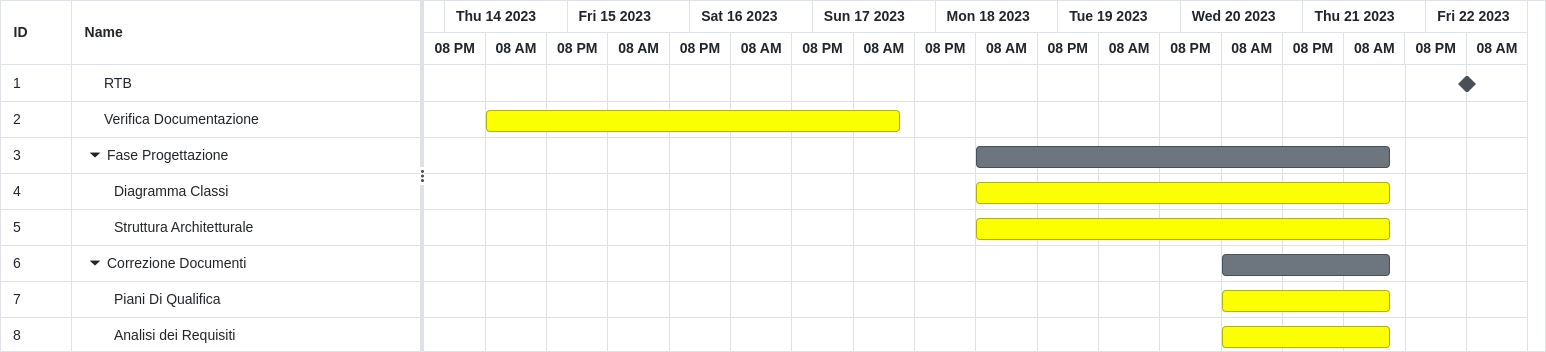 ID Name Thu 14 2023 Fri 15 2023 Sat 16 2023 Sun 17 2023 Mon 18 2023 Tue 19 2023 Wed 20 2023 Thu 21 2023 Fri 22 2023
08 PM 08 AM 08 PM 08 AM 08 PM 08 AM 08 PM 08 AM 08 PM 08 AM 08 PM 08 AM 08 PM 08 AM 08 PM 08 AM 08 PM 08 AM
1 RTB
2 Verifica Documentazione
3 Fase Progettazione
4 Diagramma Classi
5 Struttura Architetturale
6 Correzione Documenti
7 Piani Di Qualifica
8 Analisi dei Requisiti